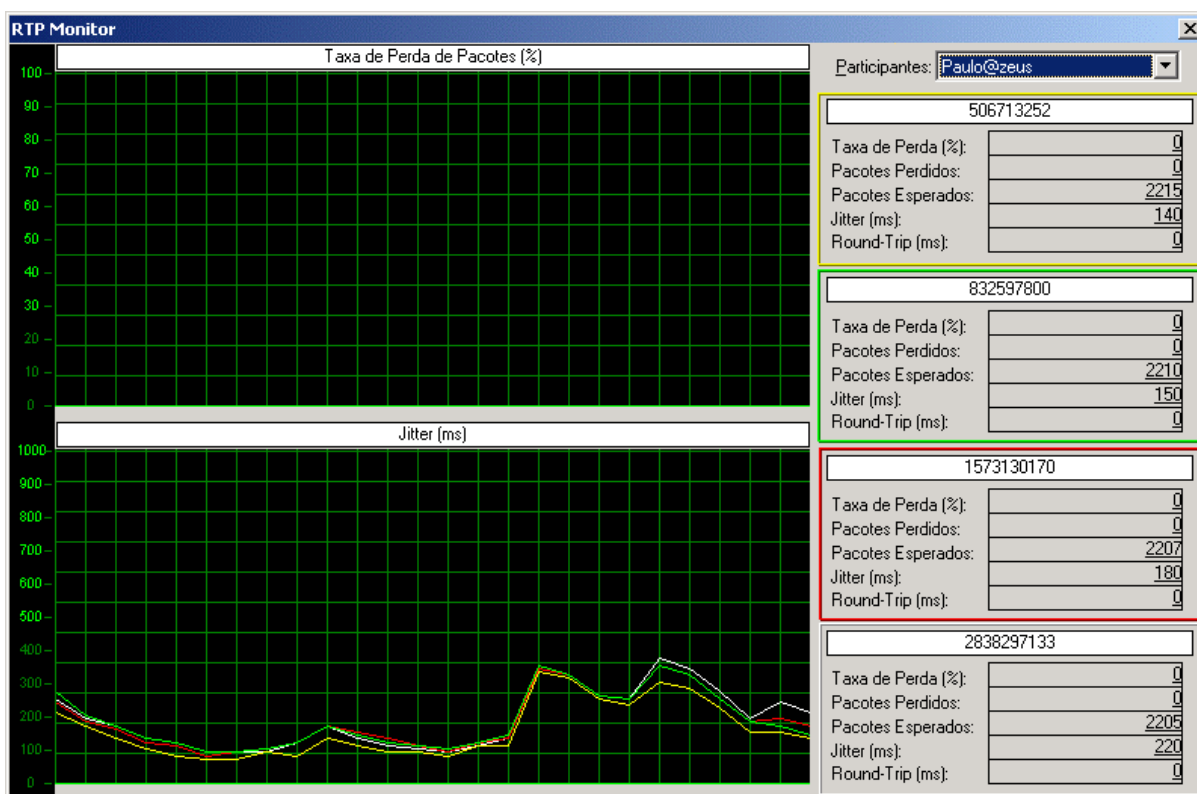 RTP Monitor
Taxa de Perda de Pacotes (%)
100
90
80
70
60
50
40
30
20
10
0
Jitter (ms)
1000
900
800
700
600
500
400
300
200
100
0
Participantes: Paulo@zeus
506713252
Taxa de Perda (%): 0
Pacotes Perdidos: 0
Pacotes Esperados: 2215
Jitter (ms): 140
Round-Trip (ms): 0
832597800
Taxa de Perda (%): 0
Pacotes Perdidos: 0
Pacotes Esperados: 2210
Jitter (ms): 150
Round-Trip (ms): 0
1573130170
Taxa de Perda (%): 0
Pacotes Perdidos: 0
Pacotes Esperados: 2207
Jitter (ms): 180
Round-Trip (ms): 0
2838297133
Taxa de Perda (%): 0
Pacotes Perdidos: 0
Pacotes Esperados: 2205
Jitter (ms): 220
Round-Trip (ms): 0